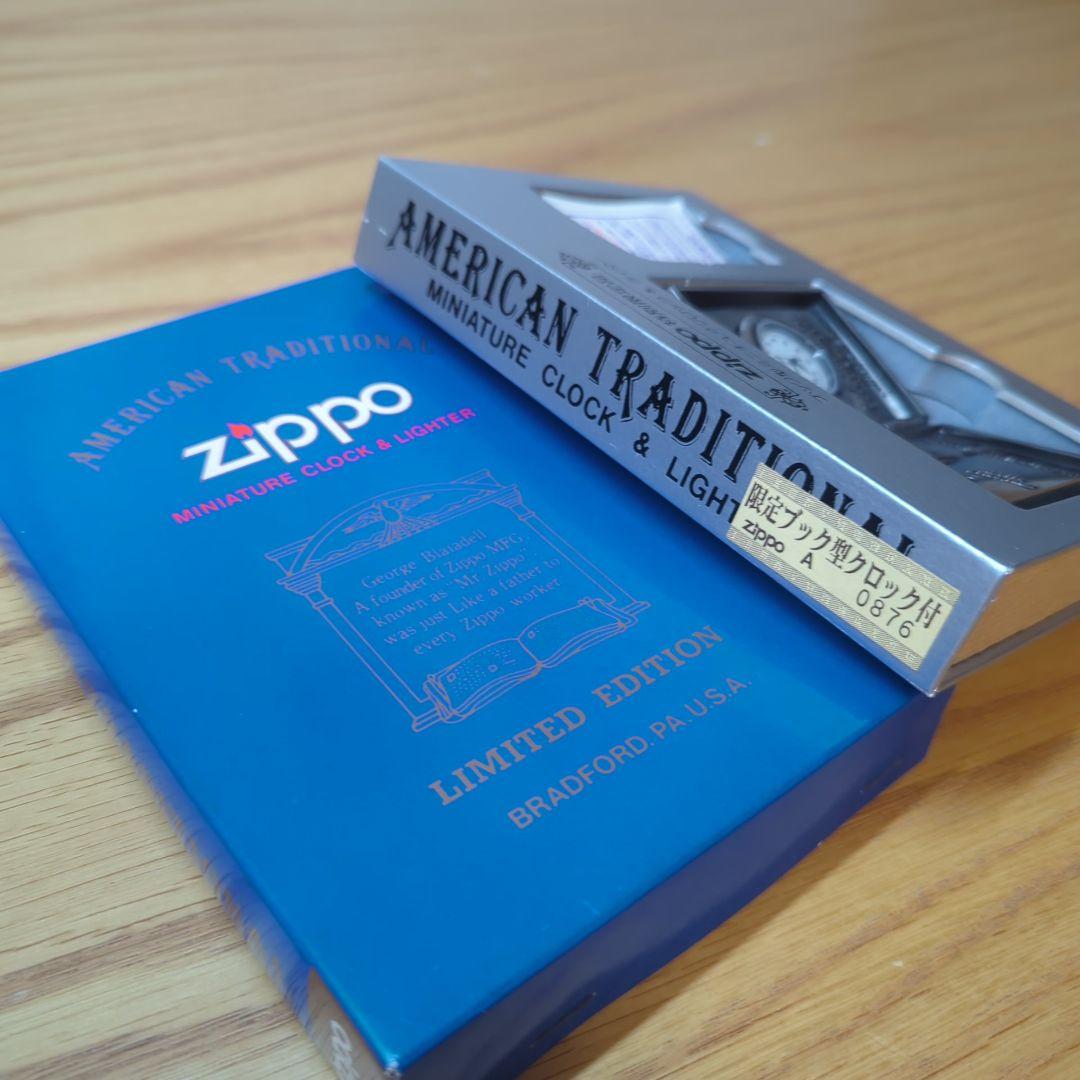 AMERICAN TRADITIONAL
zippo
MINIATURE CLOCK & LIGHTER
George Blaisdell
A founder of Zippo MFG.
known as "Mr Zippo"
was just Like a father to
every Zippo worker
LIMITED EDITION
BRADFORD. PA. U.S.A.
AMERICAN TRADITIONAL
MINIATURE CLOCK & LIGHT
限定ブック型クロック付
zippo A 0876
zippo